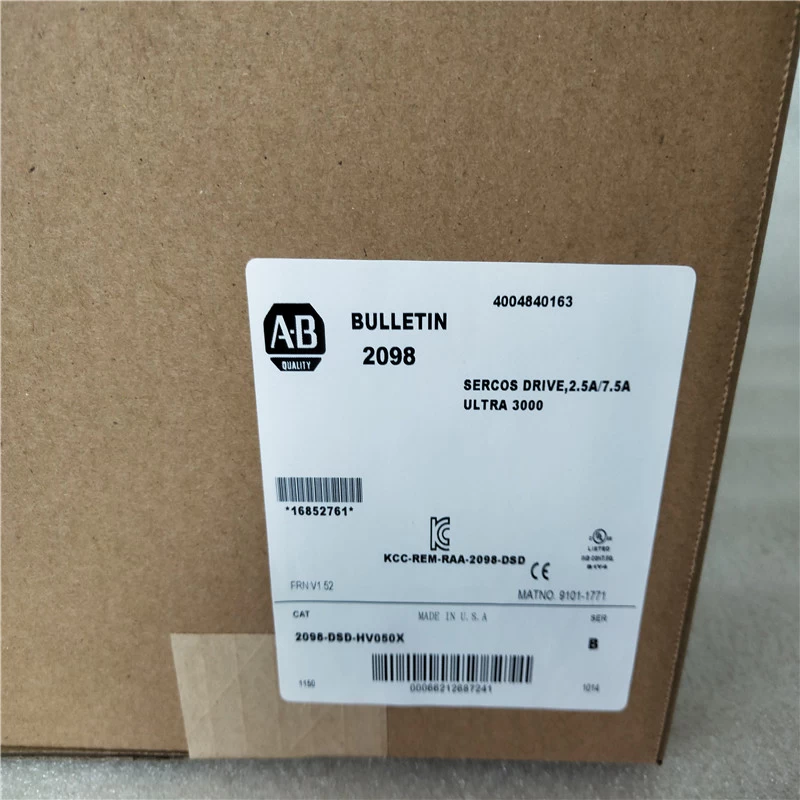 4004840163
A-B
QUALITY
BULLETIN
2098
SERCOS DRIVE,2.5A/7.5A
ULTRA 3000
*16852761*
KCC-REM-RAA-2098-DSD
CE
LISTED
FRN V1.52
MATNO. 9101-1771
CAT
MADE IN U.S.A
SER
2098-DSD-HV050X
B
1150
00066212687241
1014